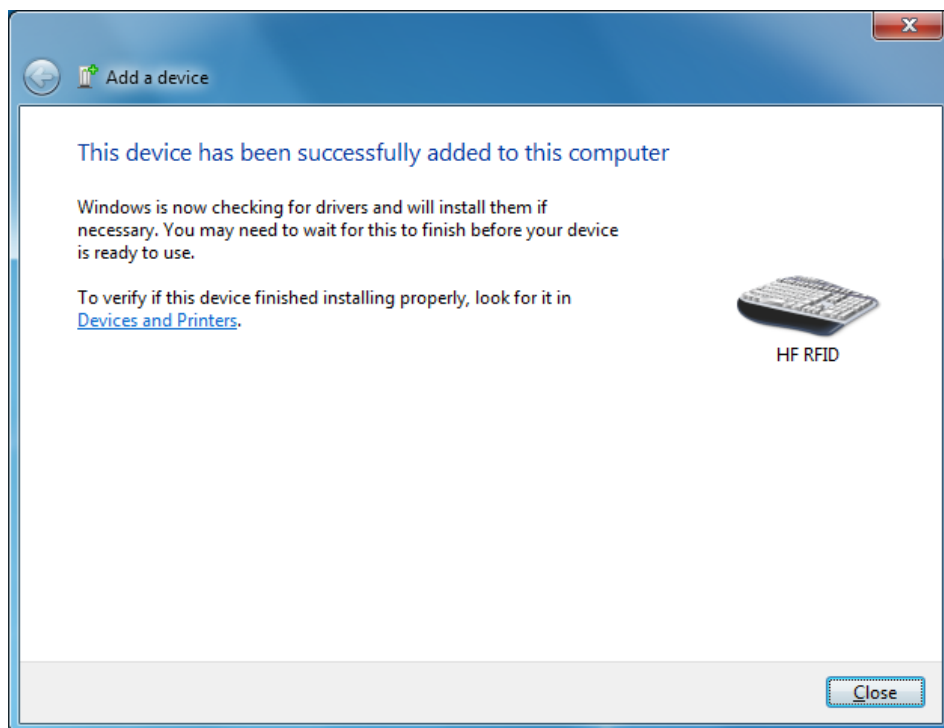 Add a device
This device has been successfully added to this computer
Windows is now checking for drivers and will install them if
necessary. You may need to wait for this to finish before your device
is ready to use.
To verify if this device finished installing properly, look for it in
Devices and Printers.
HF RFID
Close